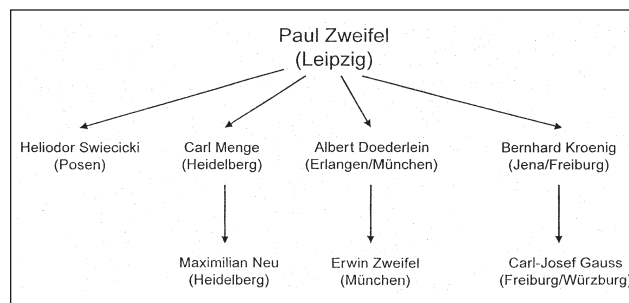 Paul Zweifel
(Leipzig)
Heliodor Swiecicki
(Posen)
Carl Menge
(Heidelberg)
Albert Doederlein
(Erlangen/München)
Bernhard Kroenig
(Jena/Freiburg)
Maximilian Neu
(Heidelberg)
Erwin Zweifel
(München)
Carl-Josef Gauss
(Freiburg/Würzburg)